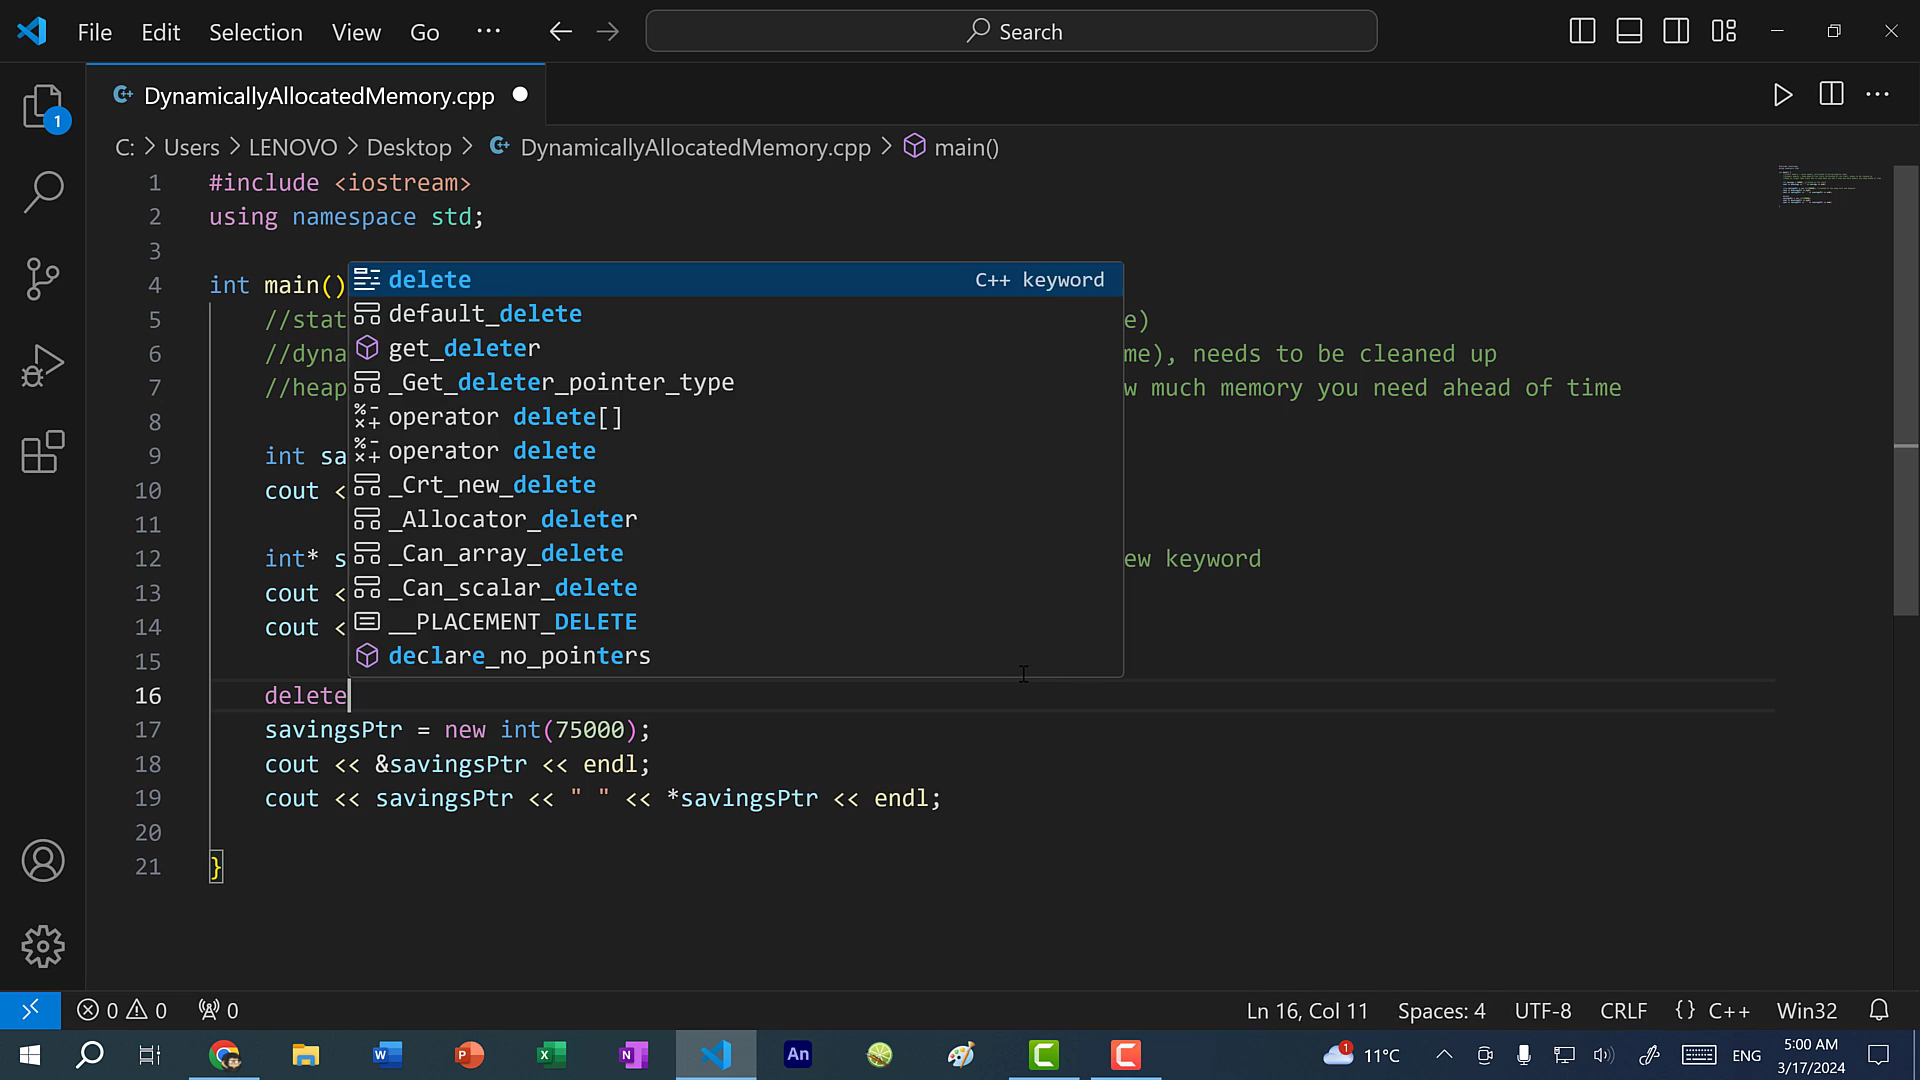 File Edit Selection View Go ··· Search
DynamicallyAllocatedMemory.cpp
1
C: > Users > LENOVO > Desktop > DynamicallyAllocatedMemory.cpp > main()
1 #include <iostream>
2 using namespace std;
3
4 int main()
5 //stat e)
6 //dyna me), needs to be cleaned up
7 //heap w much memory you need ahead of time
8
9 int sa
10 cout <
11
12 int* s ew keyword
13 cout <
14 cout <
15
delete C++ keyword
default_delete
get_deleter
_Get_deleter_pointer_type
operator delete[]
operator delete
_Crt_new_delete
_Allocator_deleter
_Can_array_delete
_Can_scalar_delete
__PLACEMENT_DELETE
declare_no_pointers
16 delete
17 savingsPtr = new int(75000);
18 cout << &savingsPtr << endl;
19 cout << savingsPtr << " " << *savingsPtr << endl;
20
21 }
0 0 0 Ln 16, Col 11 Spaces: 4 UTF-8 CRLF {} C++ Win32
An 1 11°C ENG 5:00 AM
3/17/2024